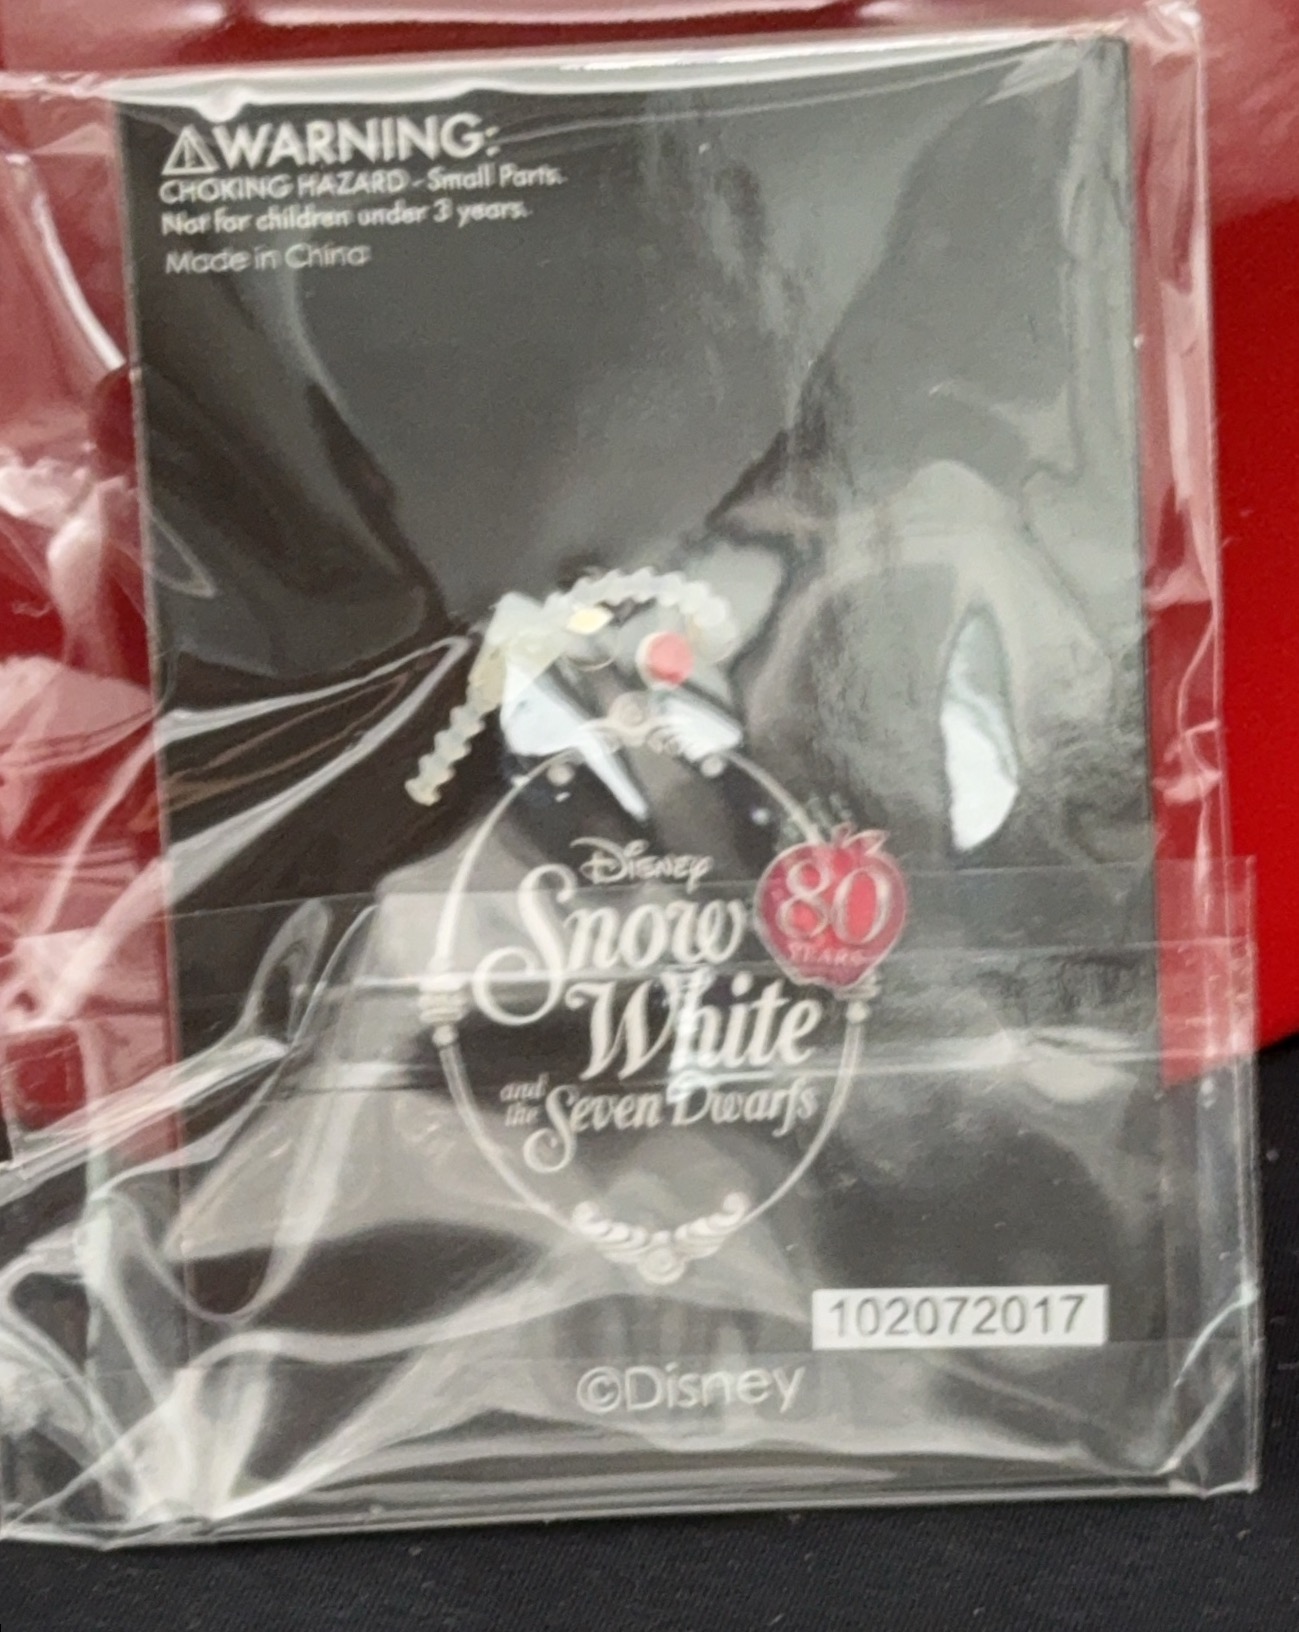 ⚠WARNING:
CHOKING HAZARD - Small Parts.
Not for children under 3 years.
Made in China
Disney
Snow
80
YEARS
White
and
the Seven Dwarfs
102072017
©Disney